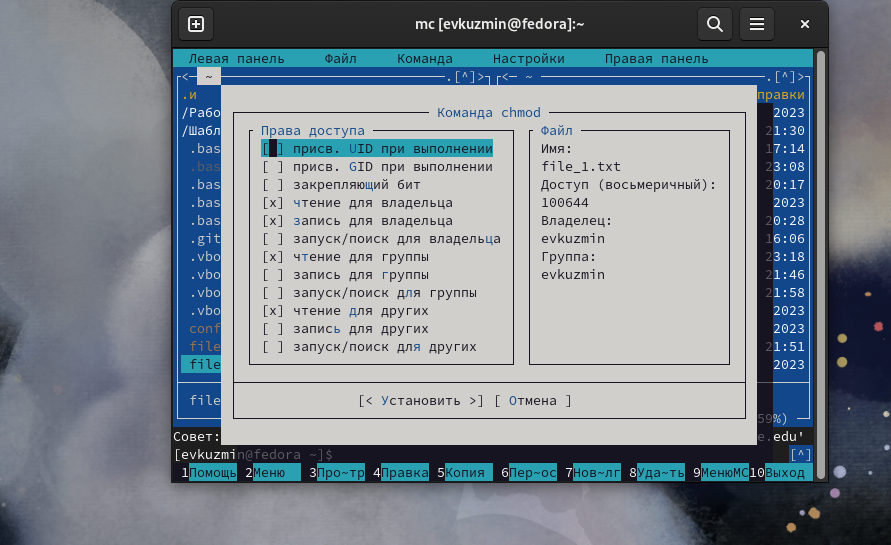 mc [evkuzmin@fedora]:~
Левая панель Файл Команда Настройки Правая панель
<— ~ .[^]> <— ~ .[^]>
.и правки
/Рабо 2023
/Шабл 21:30
.bas 17:14
.bas 23:08
.bas 20:17
.bas 2023
.bas 20:28
.git 16:06
.vbo 23:18
.vbo 21:46
.vbo 21:58
.vbo 2023
conf 2023
file 21:51
file 2023
file
59%)
Команда chmod
Права доступа
[ ] присв. UID при выполнении
[ ] присв. GID при выполнении
[ ] закрепляющий бит
[x] чтение для владельца
[x] запись для владельца
[ ] запуск/поиск для владельца
[x] чтение для группы
[ ] запись для группы
[ ] запуск/поиск для группы
[x] чтение для других
[ ] запись для других
[ ] запуск/поиск для других
Файл
Имя:
file_1.txt
Доступ (восьмеричный):
100644
Владелец:
evkuzmin
Группа:
evkuzmin
[< Установить >] [ Отмена ]
Совет: e.edu'
[evkuzmin@fedora ~]$ [^]
1Помощь 2Меню 3Про~тр 4Правка 5Копия 6Пер~ос 7Нов~лг 8Уда~ть 9МенюMC 10Выход